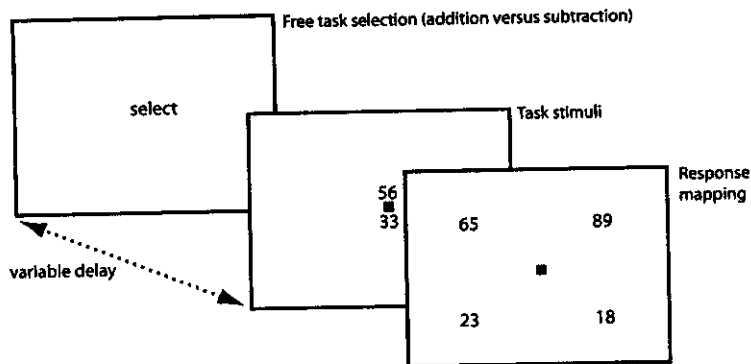 Free task selection (addition versus subtraction)
select
Task stimuli
56
33
Response
mapping
65 89
23 18
variable delay